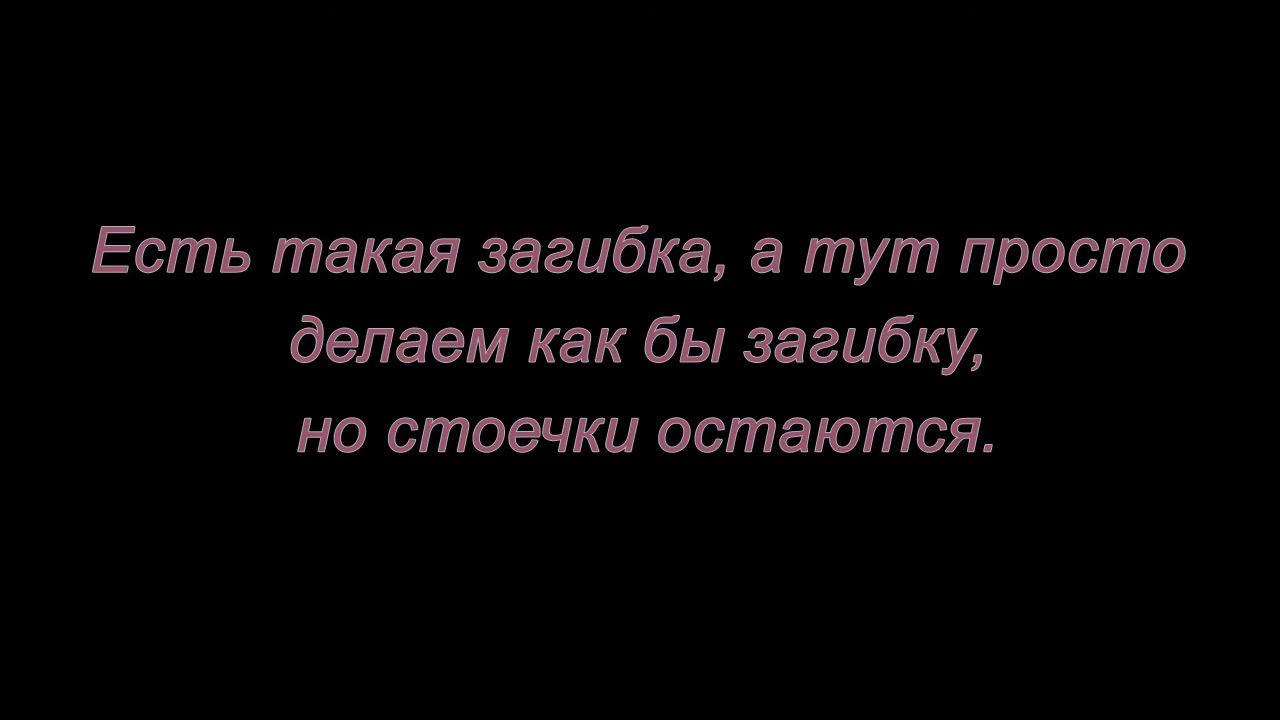 Есть такая загибка, а тут просто
делаем как бы загибку,
но стоечки остаются.